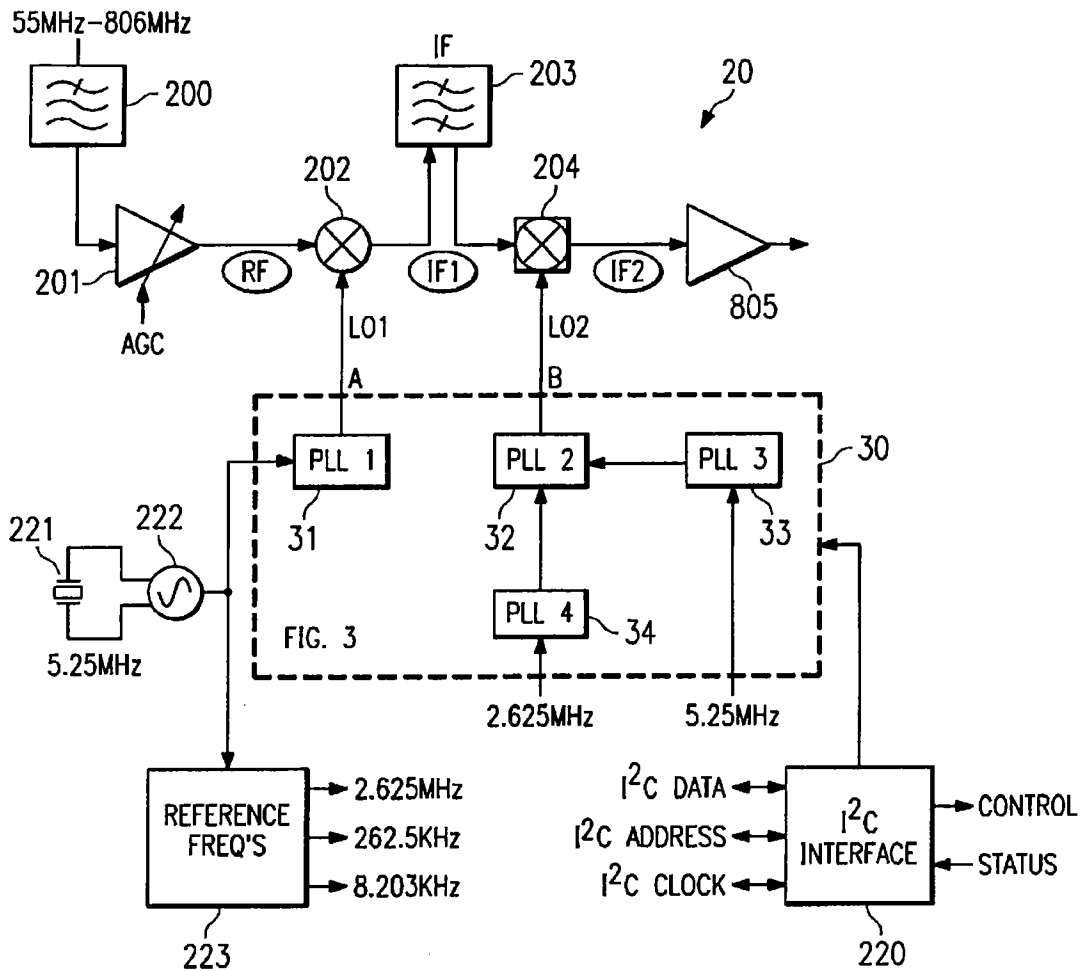 55MHz-806MHz
200
IF
203
20
202
204
201
RF
IF1
IF2
805
AGC
LO1
LO2
A
B
PLL 1
PLL 2
PLL 3
30
31
32
33
221
222
PLL 4
34
5.25MHz
FIG. 3
2.625MHz
5.25MHz
REFERENCE
FREQ'S
2.625MHz
262.5KHz
8.203KHz
223
I²C DATA
I²C ADDRESS
I²C CLOCK
I²C
INTERFACE
CONTROL
STATUS
220